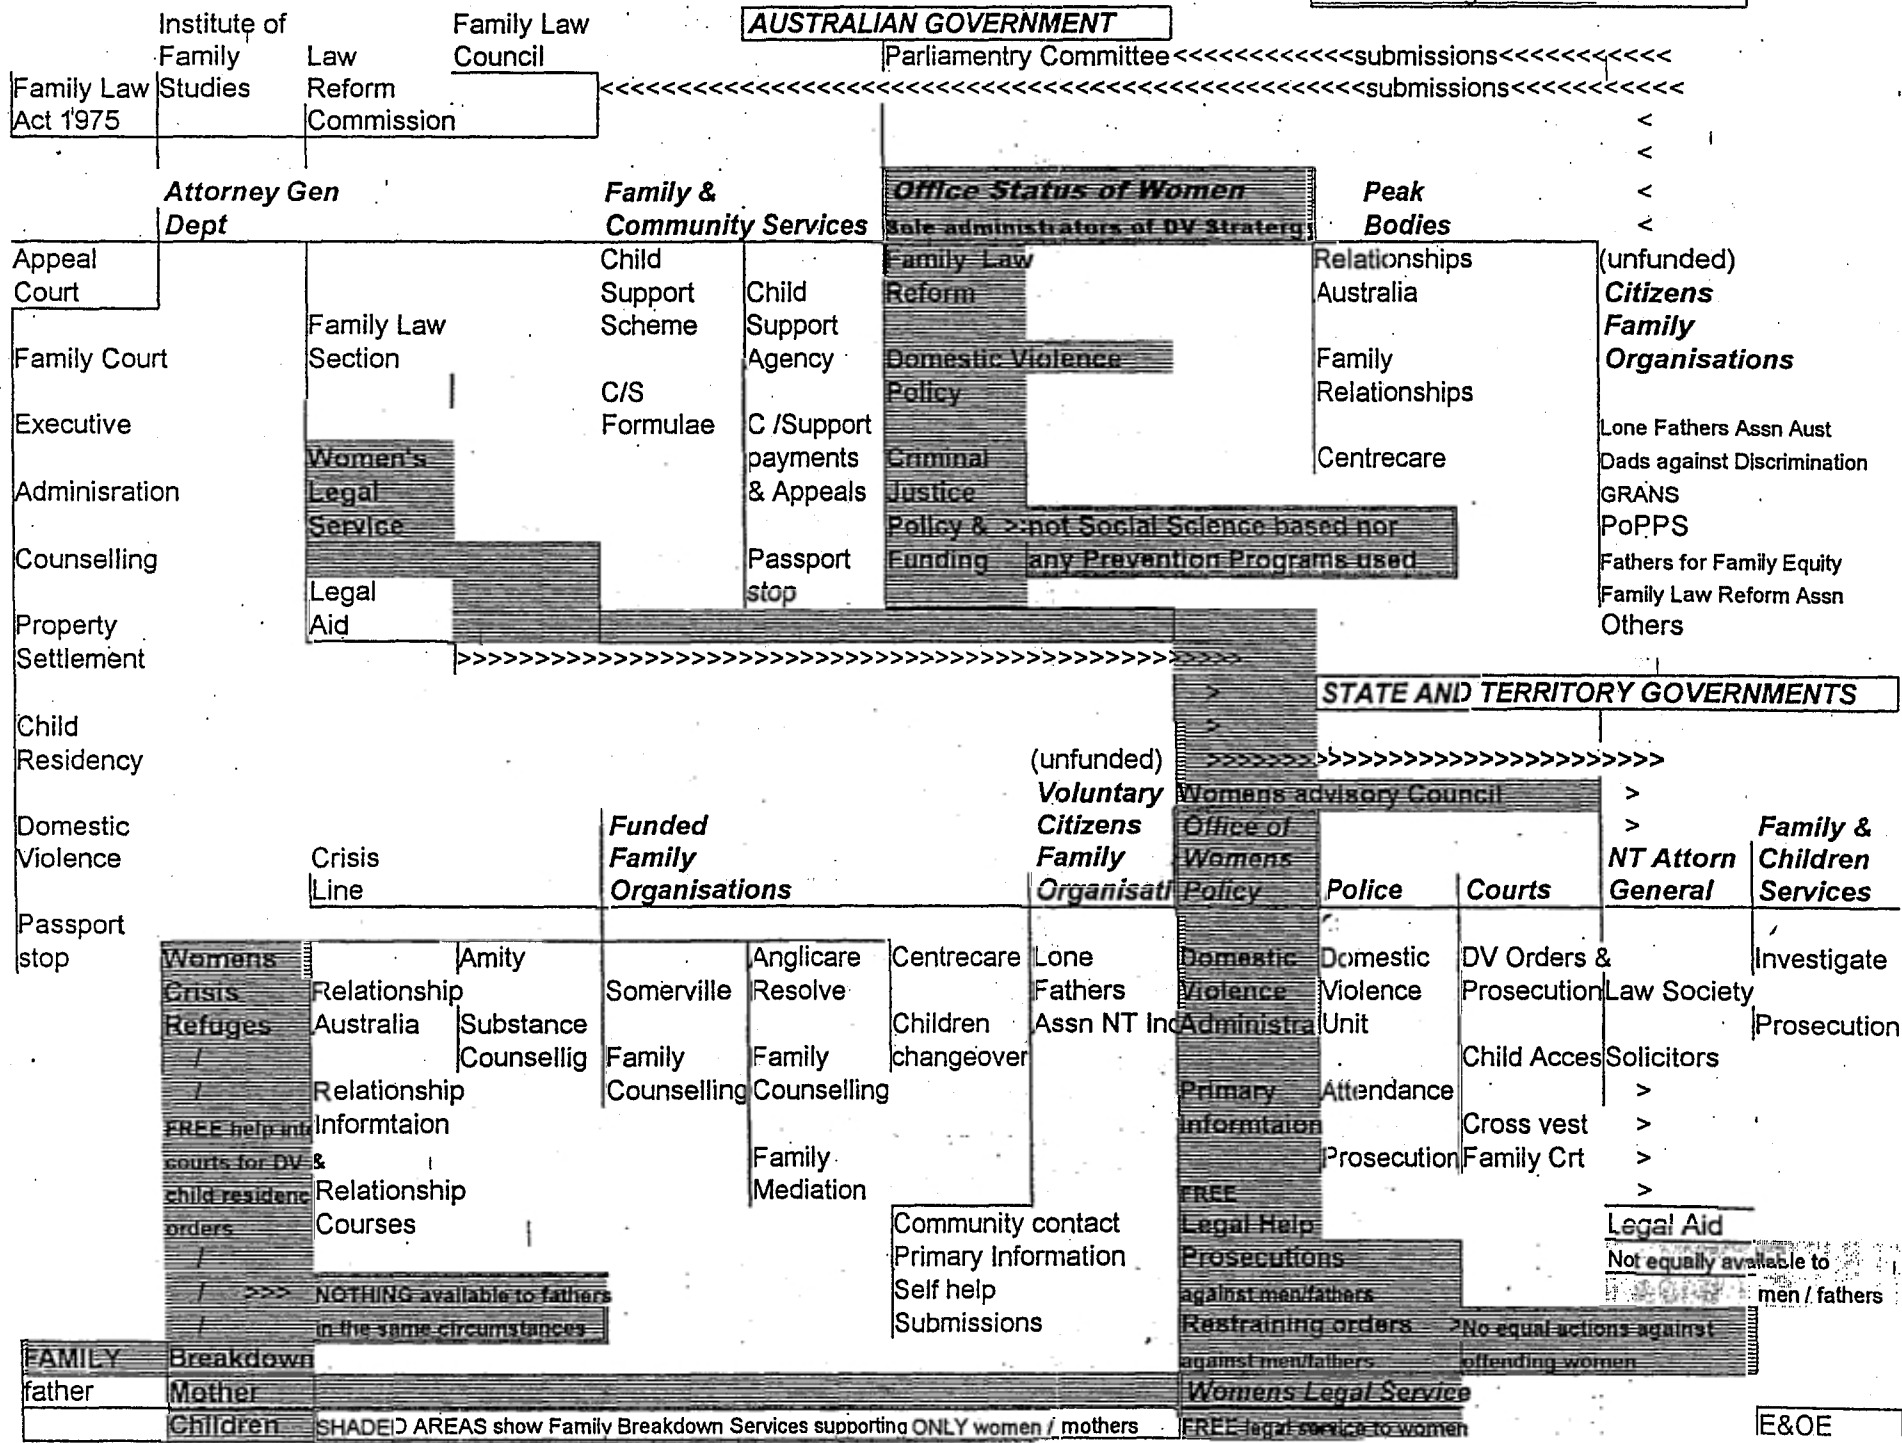 Institute of
Family
Studies
Law
Reform
Commission
Family Law
Council
AUSTRALIAN GOVERNMENT
Parliamentry Committee<<<<<<<<<<<<submissions<<<<<<<<<<<
<<<<<<<<<<<<<<<<<<<<<<<<<<<<<<<<<<<<<<<<<<<<<<<<<<submissions<<<<<<<<<<<
Family Law
Act 1975
<
<
<
<
Attorney Gen
Dept
Family &
Community Services
Office Status of Women
Sole administrators of DV Straterg
Peak
Bodies
Appeal
Court
Family Court
Executive
Adminisration
Counselling
Property
Settlement
Child
Residency
Domestic
Violence
Passport
stop
Family Law
Section
Women's
Legal
Service
Legal
Aid
Child
Support
Scheme
C/S
Formulae
Child
Support
Agency
C /Support
payments
& Appeals
Passport
stop
Family Law
Reform
Domestic Violence
Policy
Criminal
Justice
Policy & >:not Social Science based nor
Funding any Prevention Programs used
Relationships
Australia
Family
Relationships
Centrecare
(unfunded)
Citizens
Family
Organisations
Lone Fathers Assn Aust
Dads against Discrimination
GRANS
PoPPS
Fathers for Family Equity
Family Law Reform Assn
Others
>>>>>>>>>>>>>>>>>>>>>>>>>>>>>>>>>>>>>>>>>>>>>>>>>>>>
>
>
STATE AND TERRITORY GOVERNMENTS
>>>>>>>>>>>>>>>>>>>>>>>>>>>>>>
Womens advisory Council
>
>
Crisis
Line
Funded
Family
Organisations
(unfunded)
Voluntary
Citizens
Family
Organisati
Office of
Womens
Policy
Police
Courts
NT Attorn
General
Family &
Children
Services
Womens
Crisis
Refuges
/
/
FREE help int
courts for DV &
child residenc
orders
/
/ >>> NOTHING available to fathers
/ in the same circumstances
Relationship
Australia
Relationship
Informtaion
Relationship
Courses
Amity
Substance
Counsellig
Somerville
Family
Counselling
Anglicare
Resolve
Family
Counselling
Family
Mediation
Centrecare
Children
changeover
Lone
Fathers
Assn NT Inc
Community contact
Primary Information
Self help
Submissions
Domestic
Violence
Administra
Primary
Informtaion
FREE
Legal Help
Prosecutions
against men/fathers
Restraining orders >No equal actions against
against men/fathers offending women
Domestic
Violence
Unit
Attendance
Prosecution
DV Orders &
Prosecution
Child Acces
Cross vest
Family Crt
Law Society
Solicitors
>
>
>
>
Legal Aid
Not equally available to
men / fathers
Investigate
Prosecution
FAMILY Breakdown
father Mother
Womens Legal Service
Children SHADED AREAS show Family Breakdown Services supporting ONLY women / mothers
FREE legal service to women
E&OE